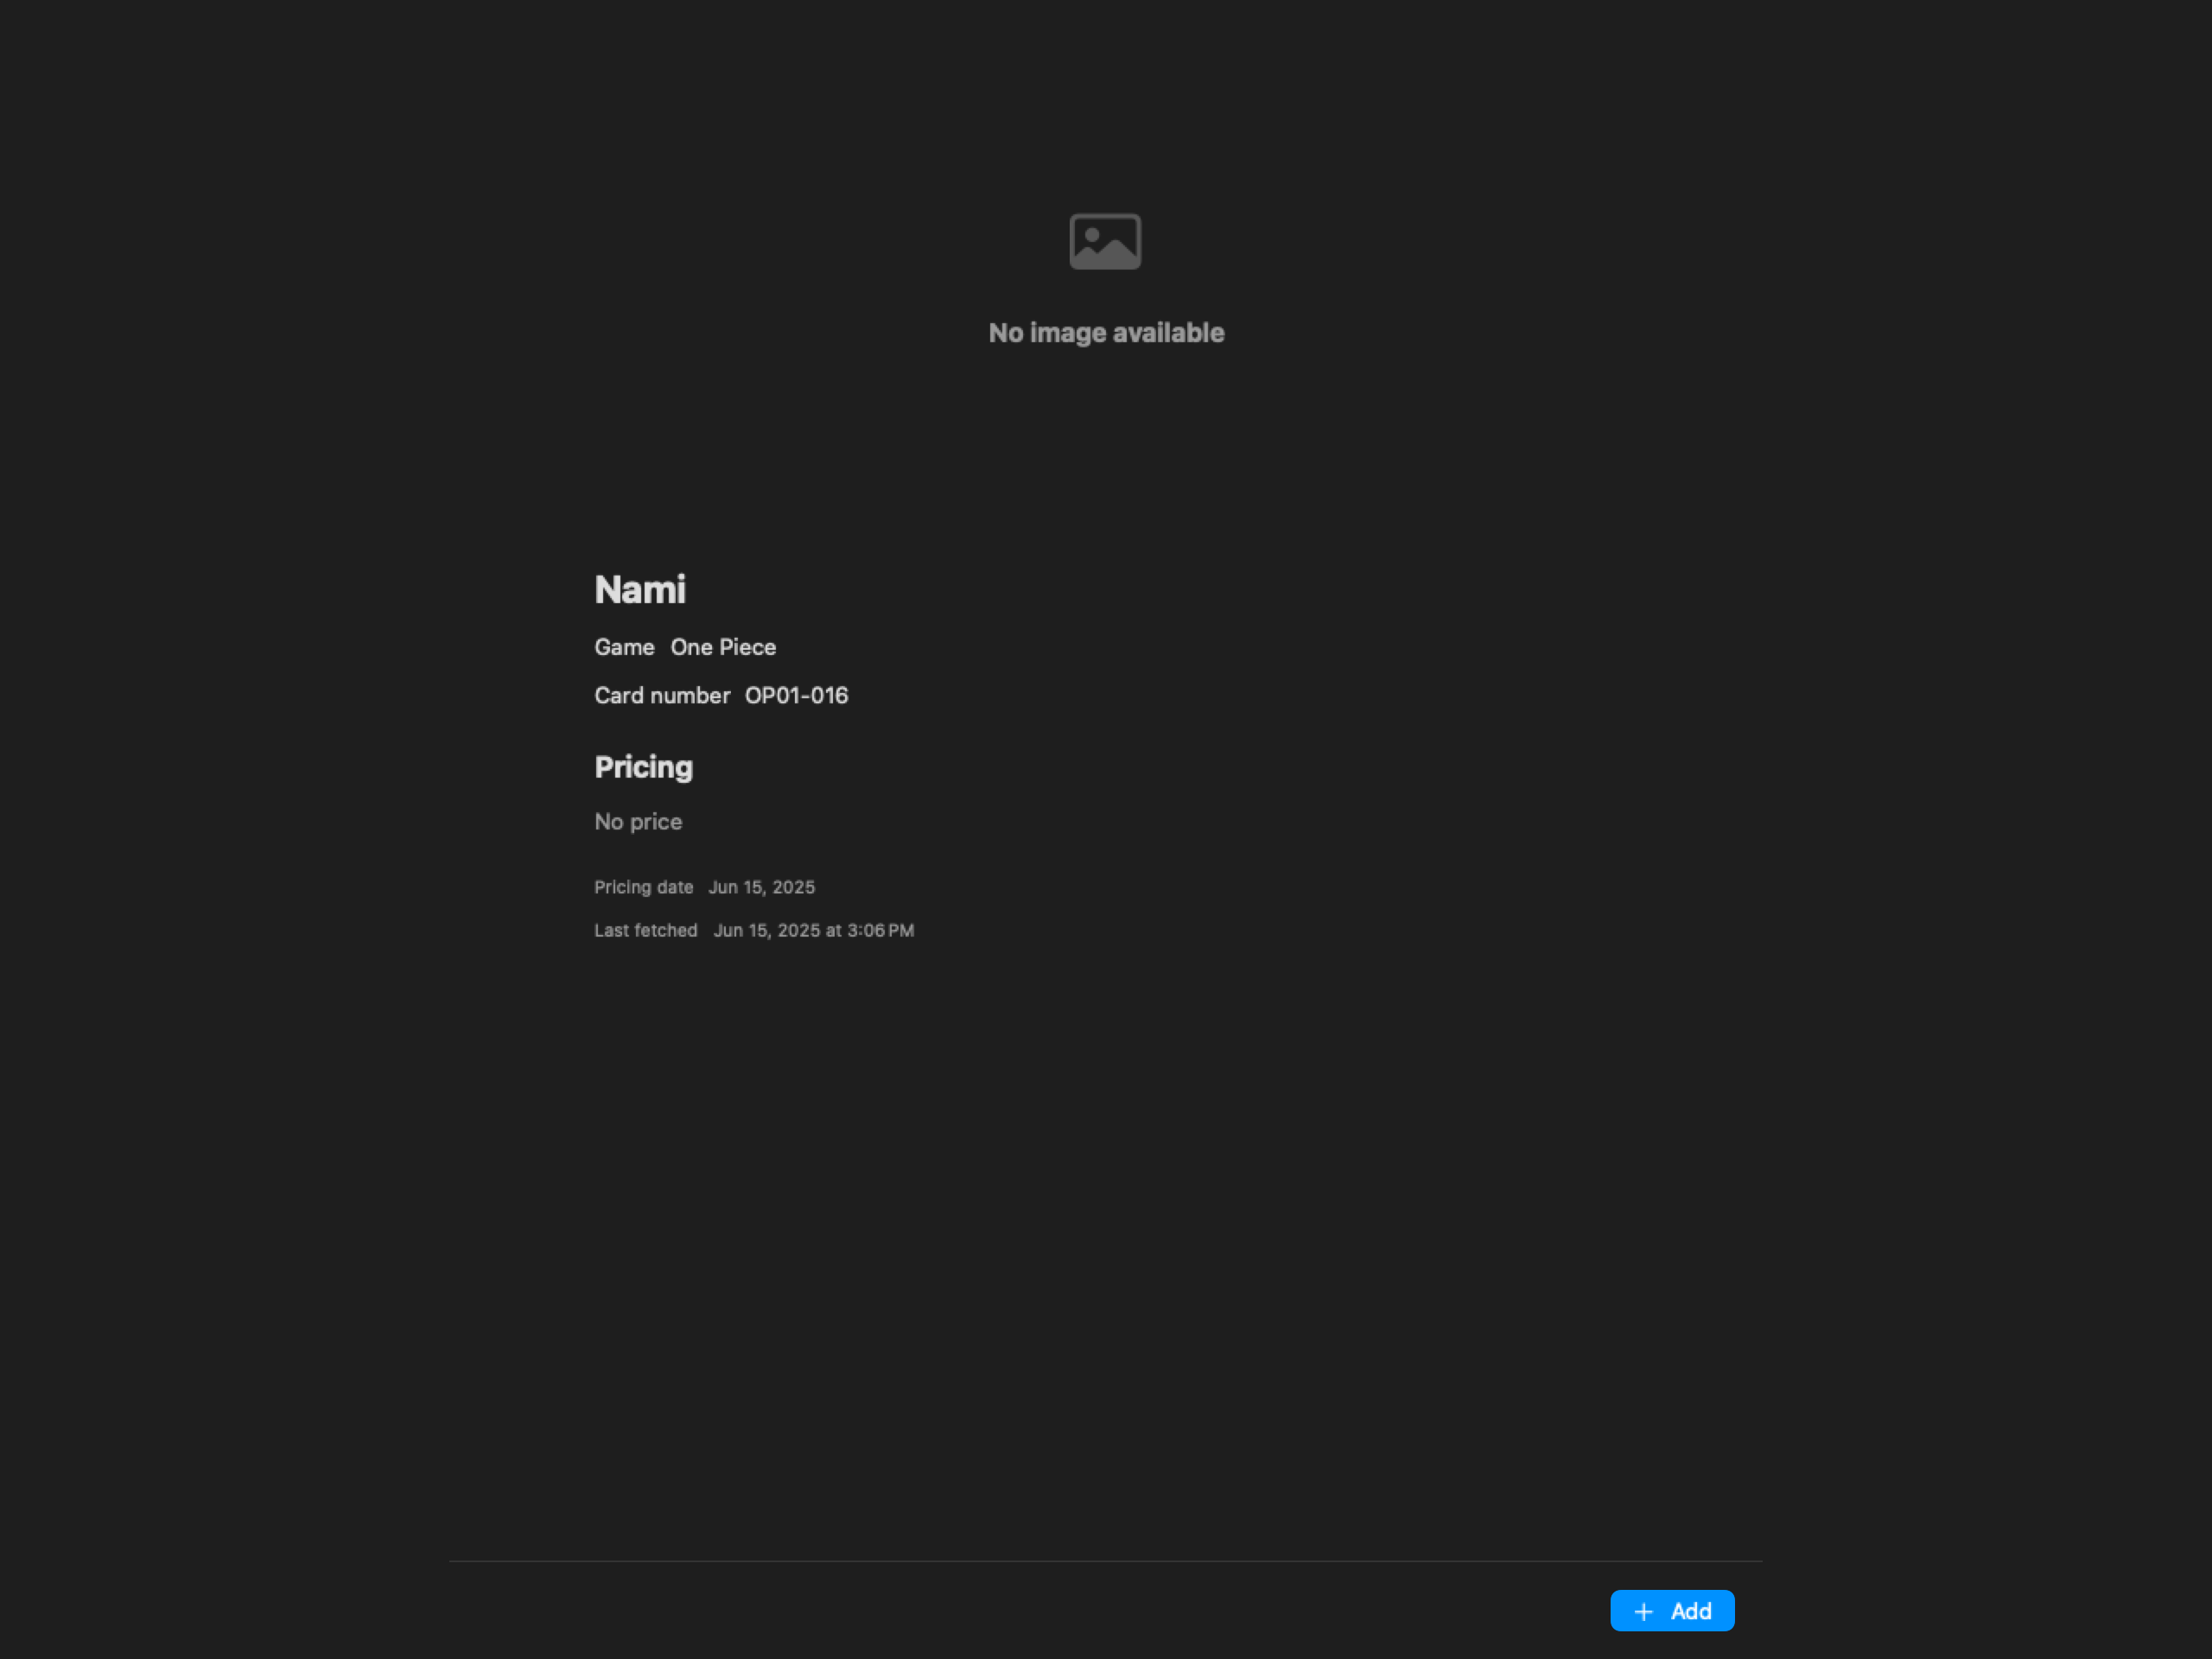 No image available
Nami
Game One Piece
Card number OP01-016
Pricing
No price
Pricing date Jun 15, 2025
Last fetched Jun 15, 2025 at 3:06 PM
+ Add